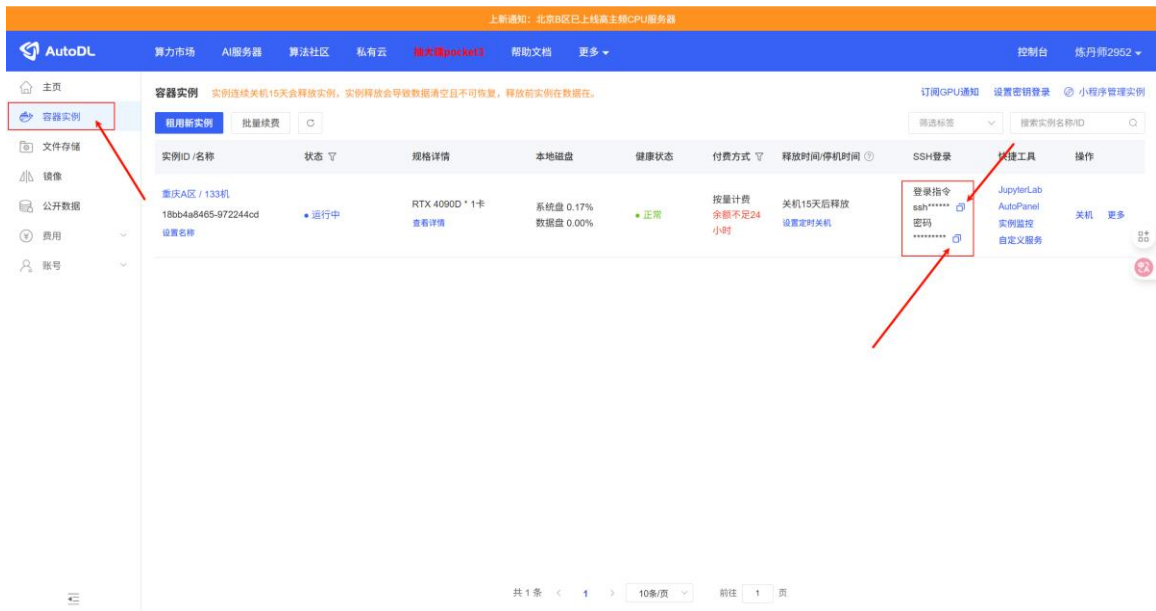 上新通知：北京B区已上线高主频CPU服务器
AutoDL 算力市场 AI服务器 算法社区 私有云 抽大疆pocket3 帮助文档 更多 控制台 炼丹师2952
主页
容器实例
文件存储
镜像
公开数据
费用
账号
容器实例 实例连续关机15天会释放实例，实例释放会导致数据清空且不可恢复，释放前实例在数据在。 订阅GPU通知 设置密钥登录 小程序管理实例
租用新实例 批量续费 筛选标签 搜索实例名称/ID
实例ID /名称 状态 规格详情 本地磁盘 健康状态 付费方式 释放时间/停机时间 SSH登录 快捷工具 操作
重庆A区 / 133机
18bb4a8465-972244cd
设置名称
运行中
RTX 4090D * 1卡
查看详情
系统盘 0.17%
数据盘 0.00%
正常
按量计费
余额不足24
小时
关机15天后释放
设置定时关机
登录指令
ssh******
密码
*********
JupyterLab
AutoPanel
实例监控
自定义服务
关机 更多
共 1 条 < 1 > 10条/页 前往 1 页